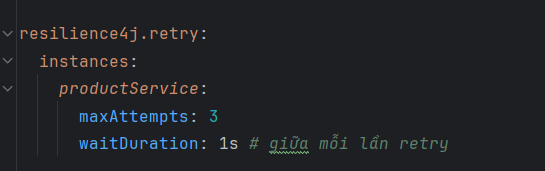 resilience4j.retry:
instances:
productService:
maxAttempts: 3
waitDuration: 1s # giữa mỗi lần retry